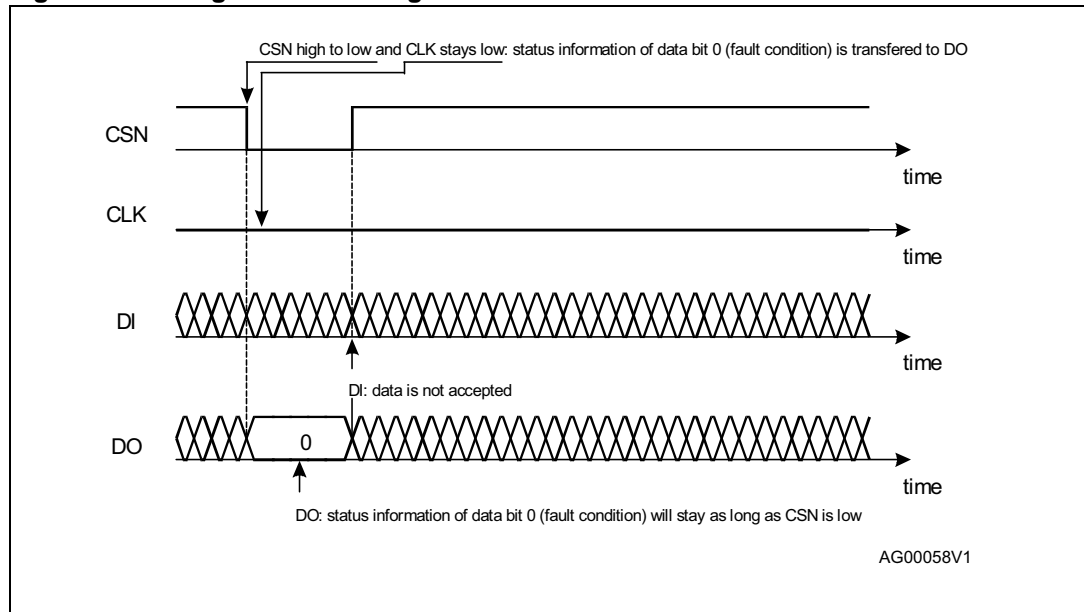 CSN high to low and CLK stays low: status information of data bit 0 (fault condition) is transfered to DO
CSN
time
CLK
time
DI
time
DI: data is not accepted
DO
0
time
DO: status information of data bit 0 (fault condition) will stay as long as CSN is low
AG00058V1